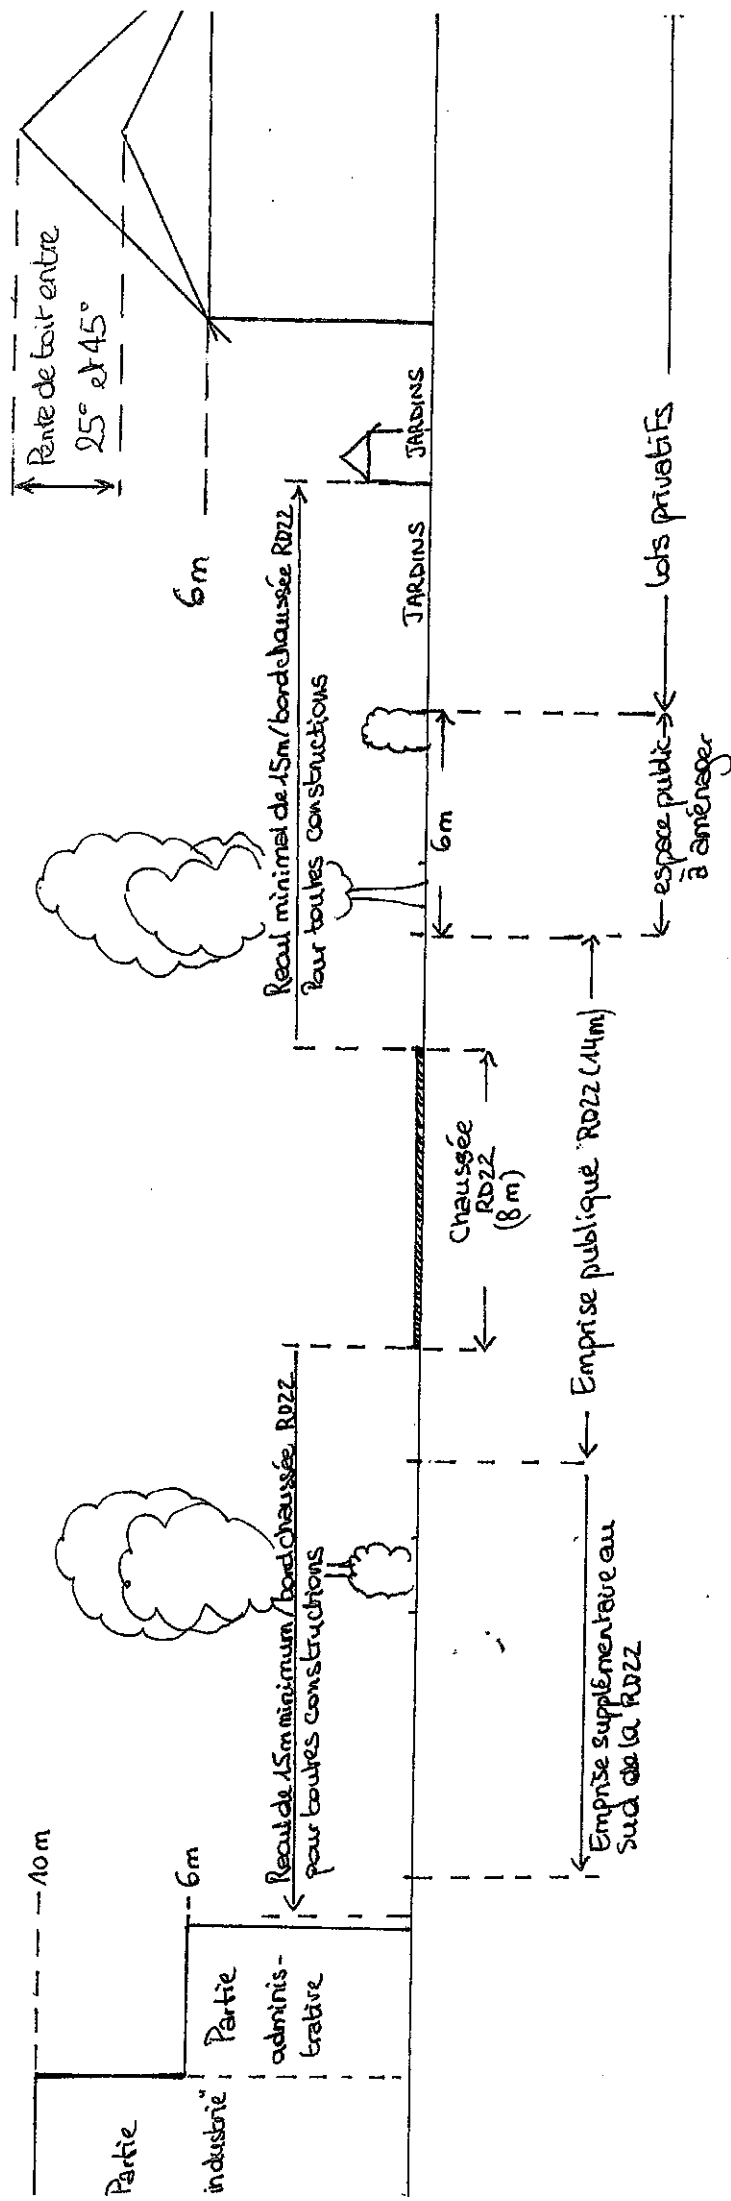 Partie
industrie"
Partie
adminis-
trative
10m
6m
Recul de 15m minimum/bord chaussée RD22
pour toutes constructions
Emprise supplémentaire au
Sud de la RD22
Chaussée
RD22
(8m)
Emprise publique RD22 (14m)
Recul minimal de 15m/bord chaussée RD22
Pour toutes constructions
6m
espace public
à aménager
JARDINS
JARDINS
Lots privatifs
6m
Pente de toit entre
25° et 45°